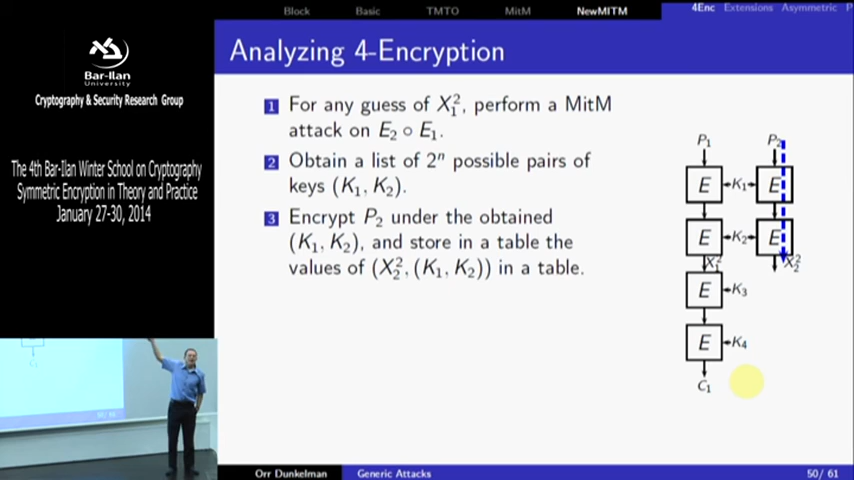 Block Basic TMTO MitM NewMITM 4Enc Extensions Asymmetric P
Analyzing 4-Encryption
Bar-Ilan
University
Cryptography & Security Research Group
The 4th Bar-Ilan Winter School on Cryptography
Symmetric Encryption in Theory and Practice
January 27-30, 2014
1 For any guess of X₁², perform a MitM
attack on E₂ ∘ E₁.
2 Obtain a list of 2ⁿ possible pairs of
keys (K₁, K₂).
3 Encrypt P₂ under the obtained
(K₁, K₂), and store in a table the
values of (X₂², (K₁, K₂)) in a table.
P₁ P₂
E K₁ E
E K₂ E
X₁² X₂²
E K₃
E K₄
C₁
Orr Dunkelman Generic Attacks 50 / 61